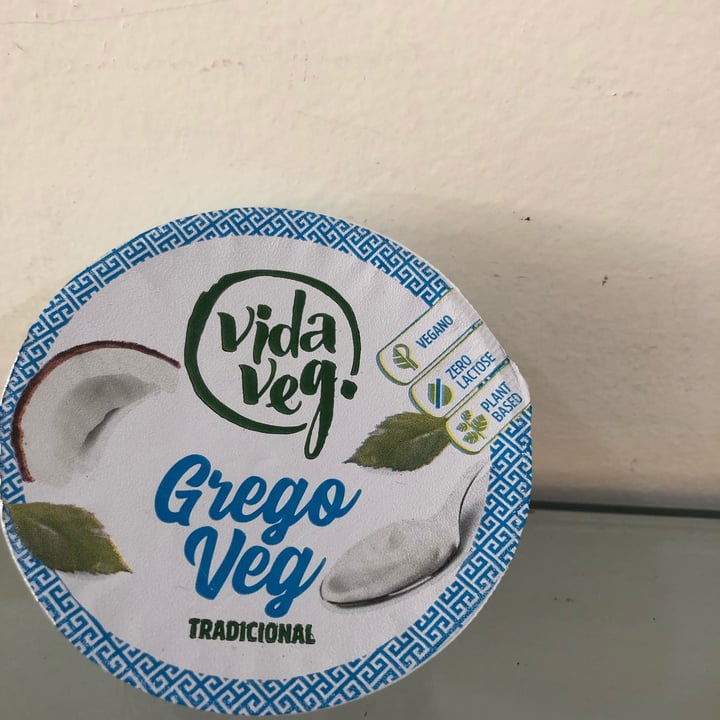 vida
veg.
VEGANO
ZERO
LACTOSE
PLANT
BASED
Grego
Veg
TRADICIONAL